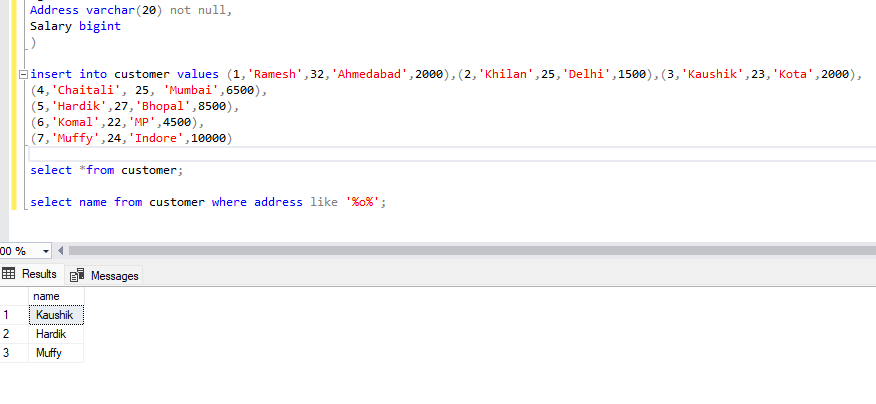 Address varchar(20) not null,
Salary bigint
)
insert into customer values (1,'Ramesh',32,'Ahmedabad',2000),(2,'Khilan',25,'Delhi',1500),(3,'Kaushik',23,'Kota',2000),
(4,'Chaitali', 25, 'Mumbai',6500),
(5,'Hardik',27,'Bhopal',8500),
(6,'Komal',22,'MP',4500),
(7,'Muffy',24,'Indore',10000)
select *from customer;
select name from customer where address like '%o%';
00 %
Results Messages
name
1 Kaushik
2 Hardik
3 Muffy